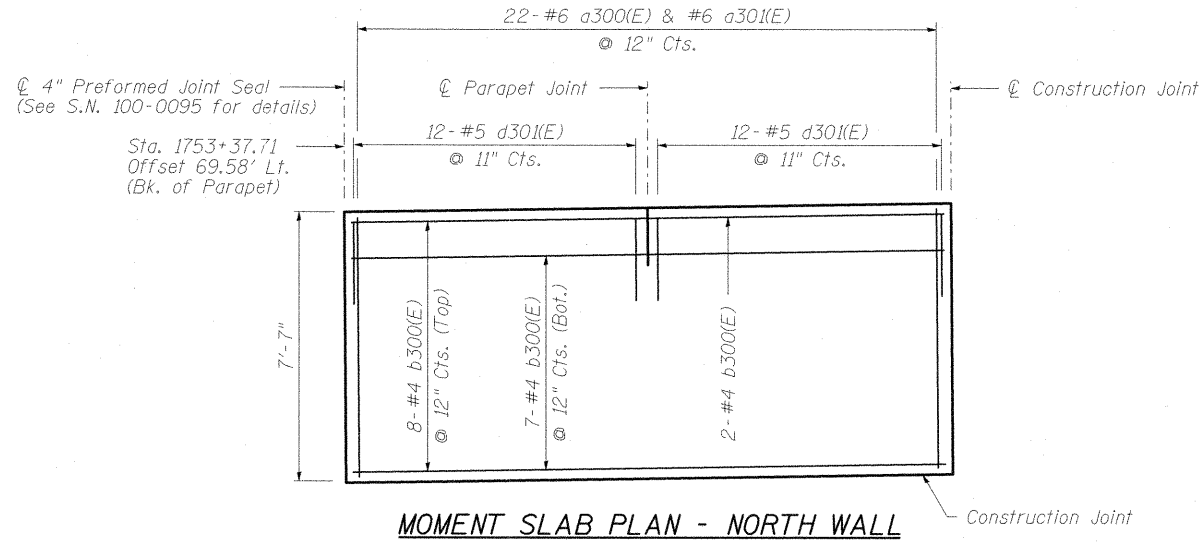 22-#6 a300(E) & #6 a301(E)
@ 12" Cts.
℄ 4" Preformed Joint Seal
(See S.N. 100-0095 for details)
℄ Parapet Joint
℄ Construction Joint
Sta. 1753+37.71
Offset 69.58' Lt.
(Bk. of Parapet)
12-#5 d301(E)
@ 11" Cts.
12-#5 d301(E)
@ 11" Cts.
7'-7"
8-#4 b300(E)
@ 12" Cts. (Top)
7-#4 b300(E)
@ 12" Cts. (Bot.)
2-#4 b300(E)
Construction Joint
MOMENT SLAB PLAN - NORTH WALL